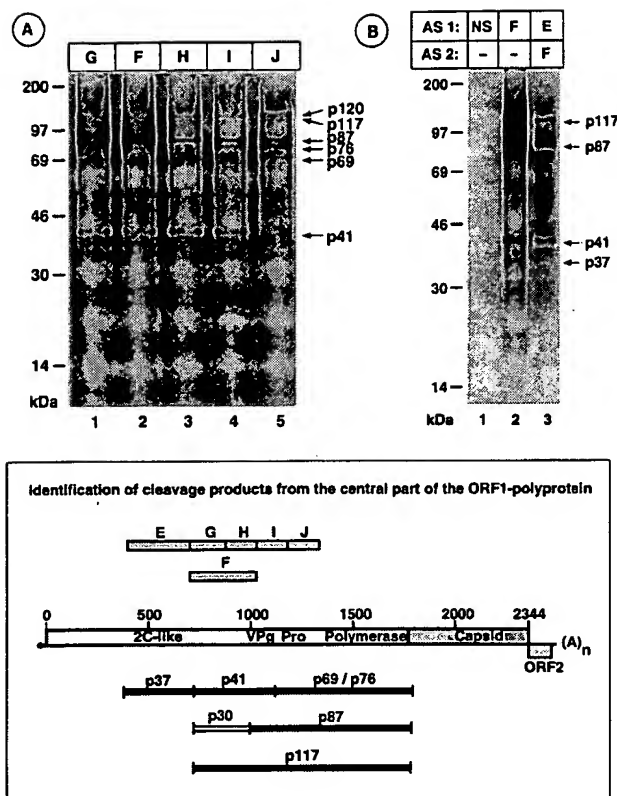 A
G F H I J
200
97
69
46
30
14
kDa
p120
p117
p87
p76
p69
p41
1 2 3 4 5
B
AS 1: NS F E
AS 2: – – F
200
97
69
46
30
14
kDa
p117
p87
p41
p37
1 2 3
Identification of cleavage products from the central part of the ORF1-polyprotein
E G H I J
F
0 500 1000 1500 2000 2344
2C-like VPg Pro Polymerase Capsid (A)n
ORF2
p37 p41 p69 / p76
p30 p87
p117